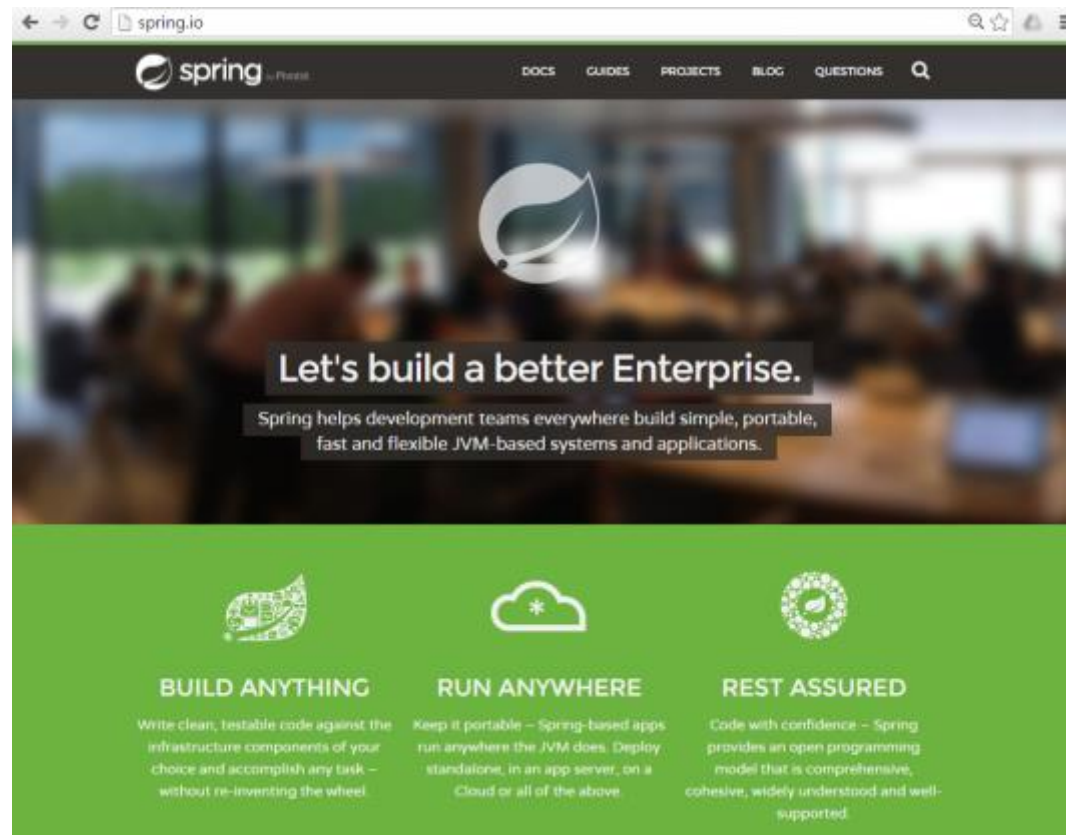 spring.io
spring by Pivotal
DOCS GUIDES PROJECTS BLOG QUESTIONS
Let's build a better Enterprise.
Spring helps development teams everywhere build simple, portable,
fast and flexible JVM-based systems and applications.
BUILD ANYTHING
Write clean, testable code against the
infrastructure components of your
choice and accomplish any task –
without re-inventing the wheel.
RUN ANYWHERE
Keep it portable – Spring-based apps
run anywhere the JVM does. Deploy
standalone, in an app server, on a
Cloud or all of the above.
REST ASSURED
Code with confidence – Spring
provides an open programming
model that is comprehensive,
cohesive, widely understood and well-
supported.